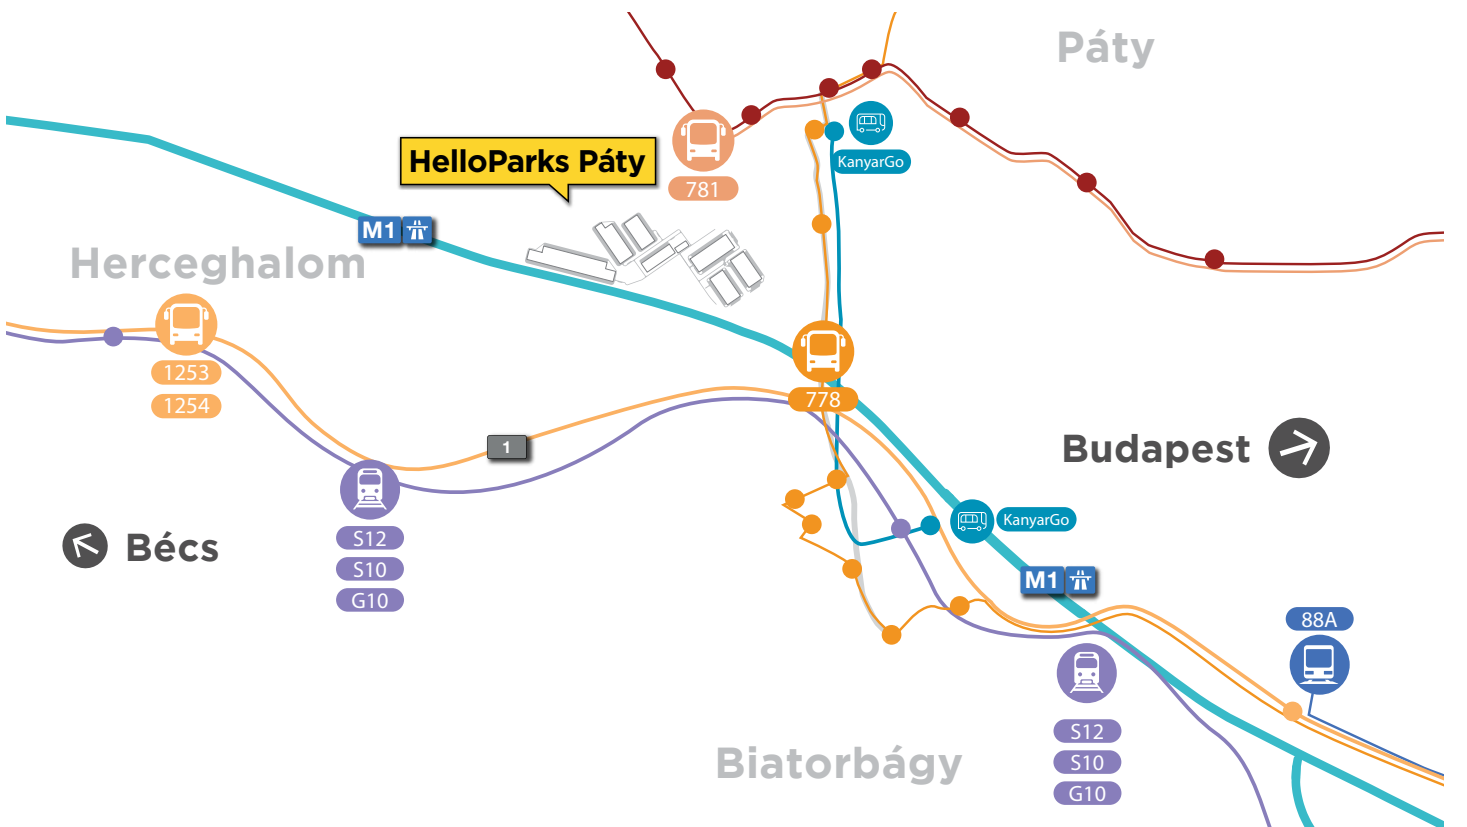 Páty
KanyarGo
HelloParks Páty
781
M1
Herceghalom
1253
1254
778
1
Budapest
KanyarGo
Bécs
S12
S10
G10
M1
88A
S12
S10
G10
Biatorbágy